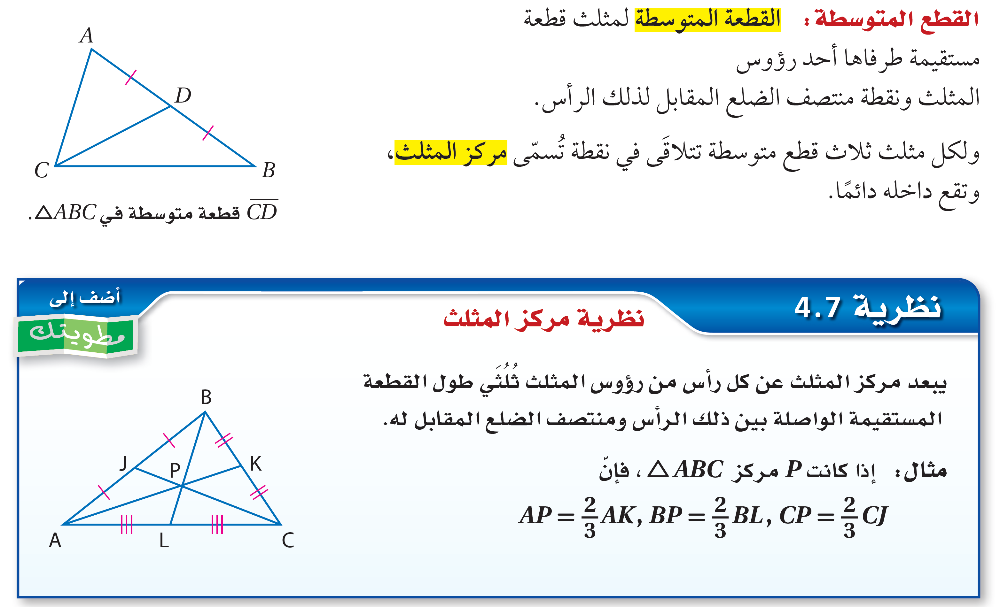 القطع المتوسطة: القطعة المتوسطة لمثلث قطعة
مستقيمة طرفاها أحد رؤوس
المثلث ونقطة منتصف الضلع المقابل لذلك الرأس.
ولكل مثلث ثلاث قطع متوسطة تتلاقَى في نقطة تُسمّى مركز المثلث،
وتقع داخله دائمًا.
A
D
C
B
$\overline{CD}$ قطعة متوسطة في △ABC.
نظرية 4.7
نظرية مركز المثلث
أضف إلى
مطويتك
يبعد مركز المثلث عن كل رأس من رؤوس المثلث ثُلُثَي طول القطعة
المستقيمة الواصلة بين ذلك الرأس ومنتصف الضلع المقابل له.
مثال: إذا كانت P مركز △ABC، فإنّ
$AP = \frac{2}{3}AK, BP = \frac{2}{3}BL, CP = \frac{2}{3}CJ$
B
J
P
K
A
L
C